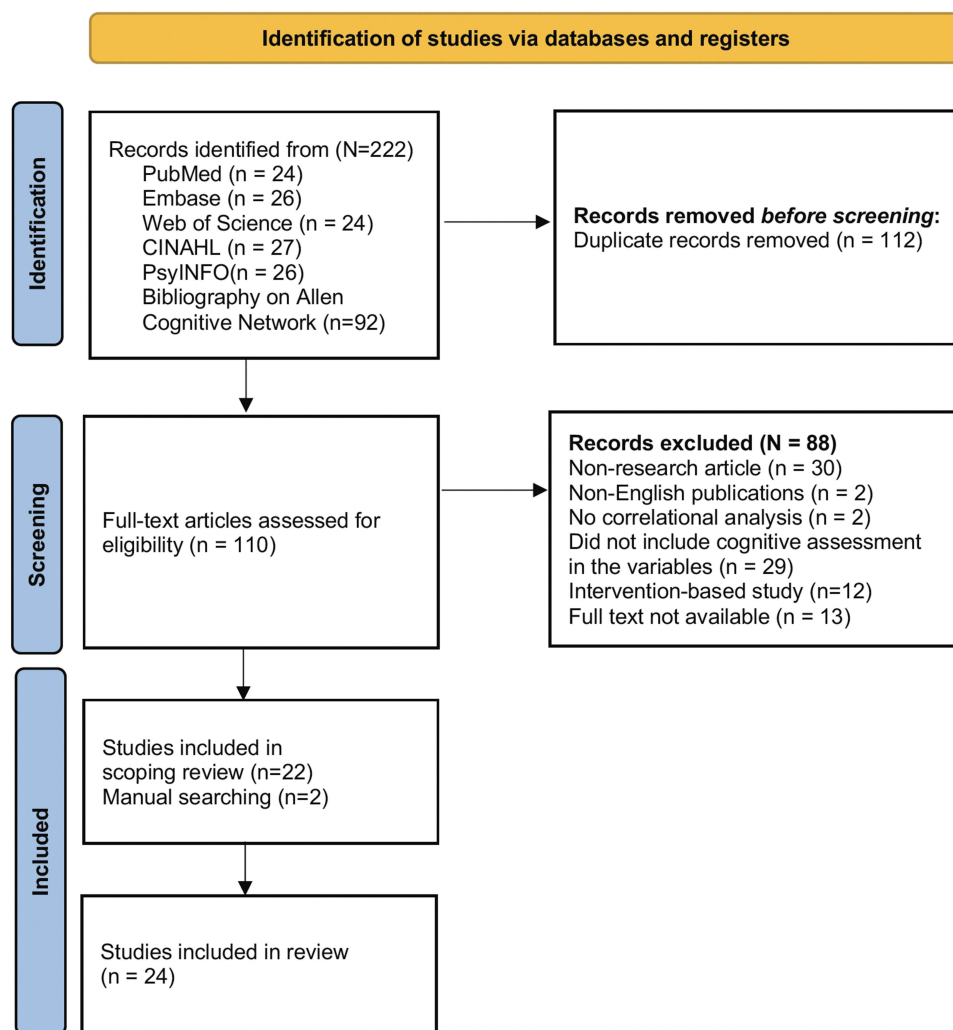 Identification of studies via databases and registers
Identification
Records identified from (N=222)
PubMed (n = 24)
Embase (n = 26)
Web of Science (n = 24)
CINAHL (n = 27)
PsyINFO(n = 26)
Bibliography on Allen
Cognitive Network (n=92)
Records removed before screening:
Duplicate records removed (n = 112)
Screening
Full-text articles assessed for
eligibility (n = 110)
Records excluded (N = 88)
Non-research article (n = 30)
Non-English publications (n = 2)
No correlational analysis (n = 2)
Did not include cognitive assessment
in the variables (n = 29)
Intervention-based study (n=12)
Full text not available (n = 13)
Included
Studies included in
scoping review (n=22)
Manual searching (n=2)
Studies included in review
(n = 24)